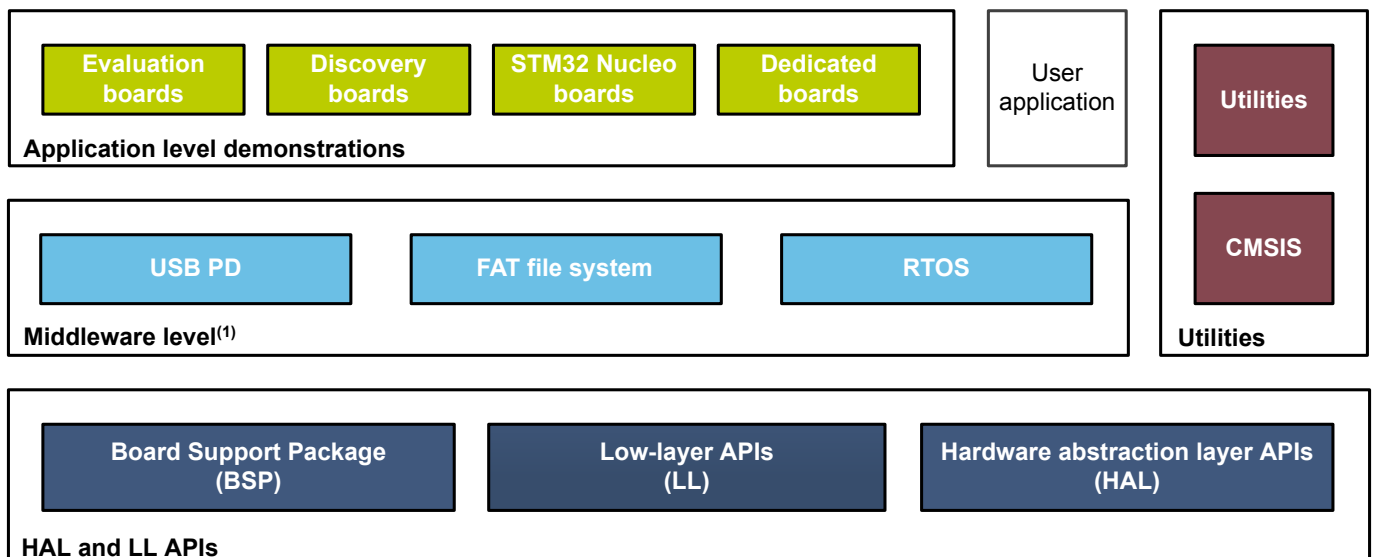 Evaluation
boards
Discovery
boards
STM32 Nucleo
boards
Dedicated
boards
Application level demonstrations
User
application
Utilities
CMSIS
Utilities
USB PD
FAT file system
RTOS
Middleware level(1)
Board Support Package
(BSP)
Low-layer APIs
(LL)
Hardware abstraction layer APIs
(HAL)
HAL and LL APIs